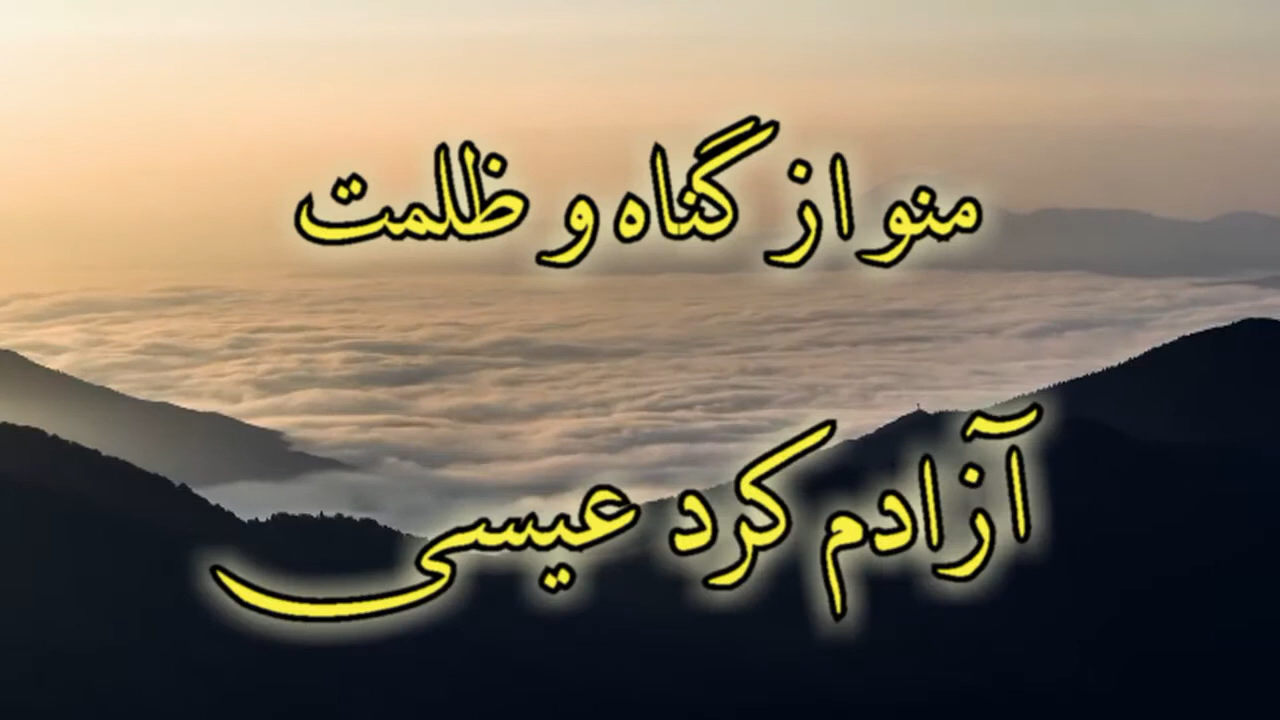 منو از گناه و ظلمت
آزادم کرد عیسی